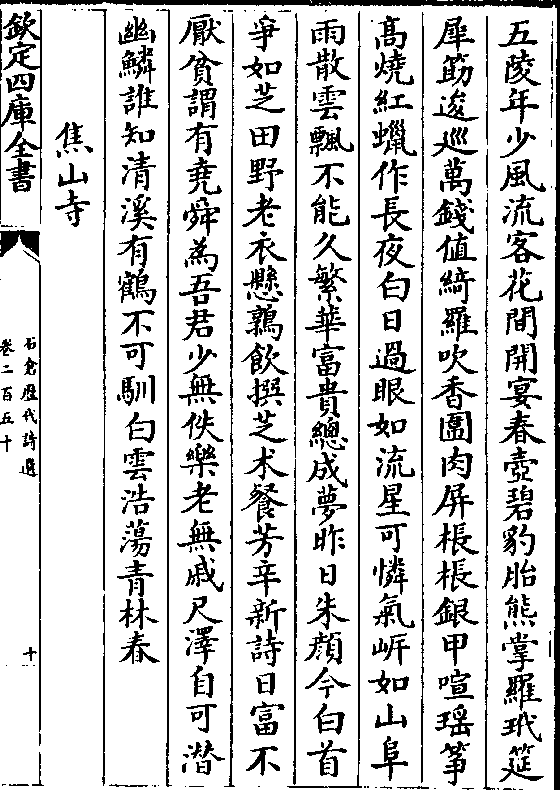 五陵年少風流客花間開宴春壺碧豹胎熊掌羅玳筵
犀筯逡巡萬錢值綺羅吹香圍肉屏棖棖銀甲喧瑶箏
高燒紅蠟作長夜白日過眼如流星可憐氣岍如山阜
雨散雲飄不能久繁華富貴總成夢昨日朱顔今白首
爭如芝田野老衣懸鶉飲撰芝术餐芳辛新詩日富不
厭貧謂有堯舜為吾君少無佚樂老無戚尺澤自可潜
幽鱗誰知清溪有鶴不可馴白雲浩蕩青林春
焦山寺
欽定四庫全書
石倉歴代詩選
卷二百五十
十